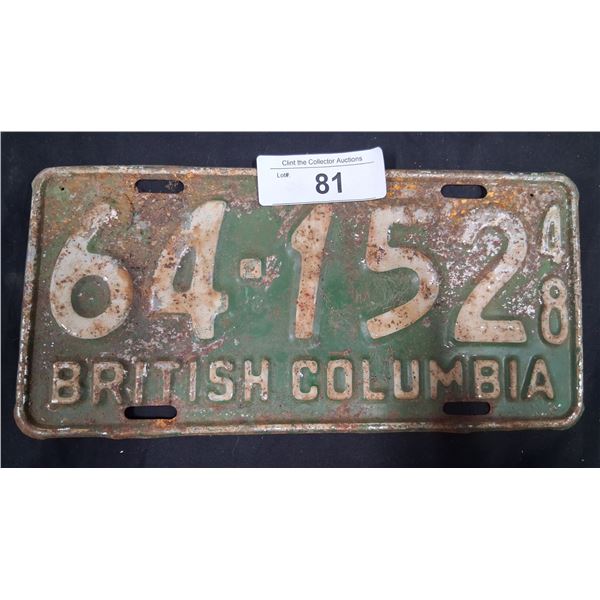 Clint the Collector Auctions
Lot#: 81
64-152 48
BRITISH COLUMBIA